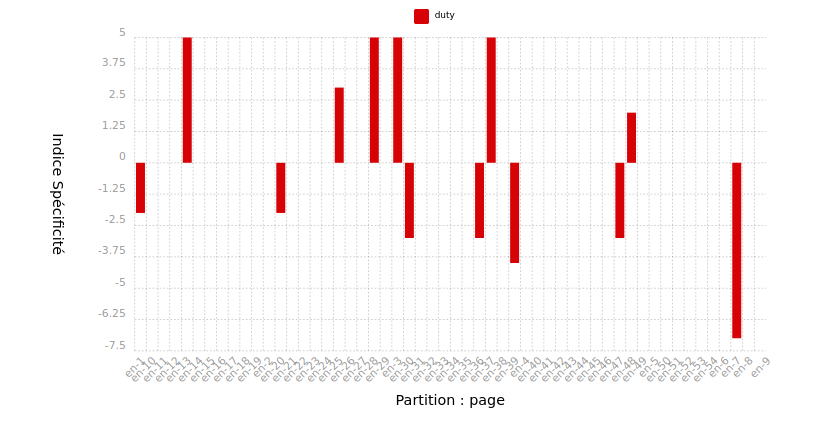 duty
5
3.75
2.5
1.25
0
-1.25
-2.5
-3.75
-5
-6.25
-7.5
Indice Spécificité
en-1
en-10
en-11
en-12
en-13
en-14
en-15
en-16
en-17
en-18
en-19
en-2
en-20
en-21
en-22
en-23
en-24
en-25
en-26
en-27
en-28
en-29
en-3
en-30
en-31
en-32
en-33
en-34
en-35
en-36
en-37
en-38
en-39
en-4
en-40
en-41
en-42
en-43
en-44
en-45
en-46
en-47
en-48
en-49
en-5
en-50
en-51
en-52
en-53
en-54
en-6
en-7
en-8
en-9
Partition : page